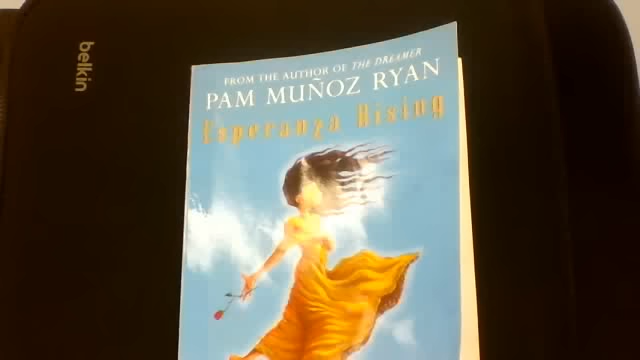 belkin
FROM THE AUTHOR OF THE DREAMER
PAM MUÑOZ RYAN
Esperanza Rising